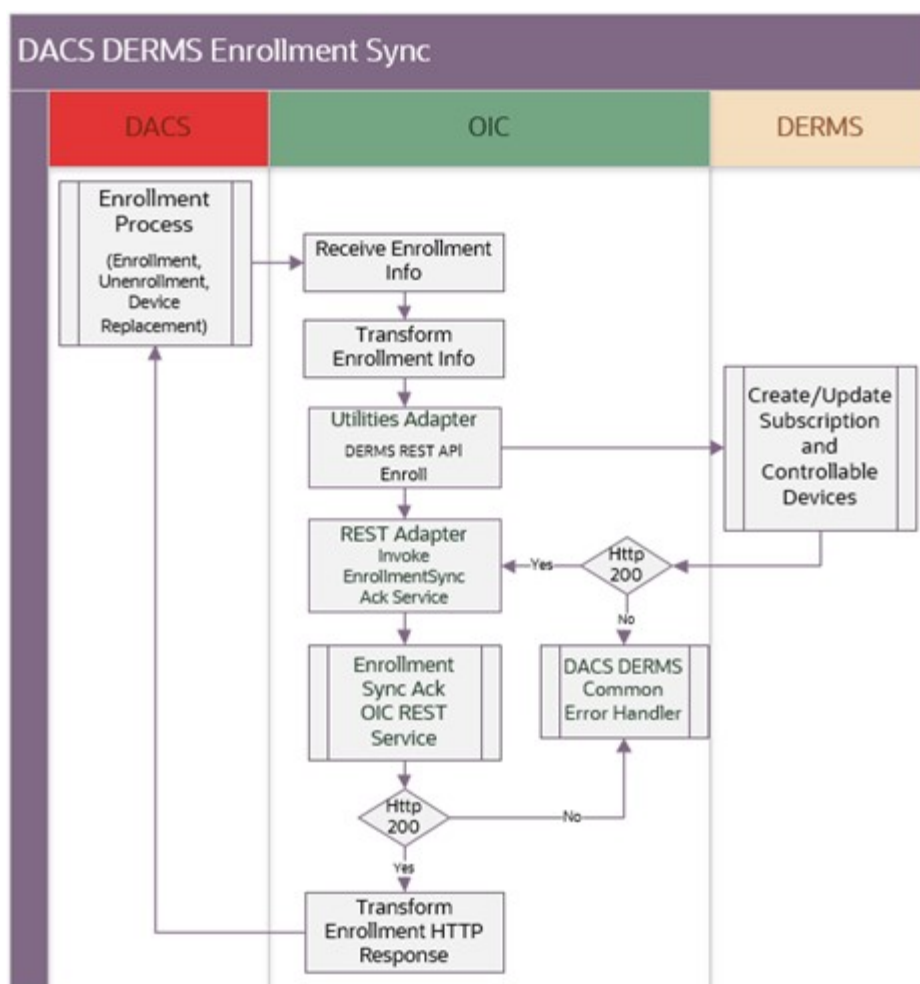 DACS DERMS Enrollment Sync
DACS
OIC
DERMS
Enrollment
Process
(Enrollment,
Unenrollment,
Device
Replacement)
Receive Enrollment
Info
Transform
Enrollment Info
Utilities Adapter
DERMS REST API
Enroll
Create/Update
Subscription
and
Controllable
Devices
REST Adapter
Invoke
EnrollmentSync
Ack Service
Yes
Http
200
No
Enrollment
Sync Ack
OIC REST
Service
DACS DERMS
Common
Error Handler
Http
200
No
Yes
Transform
Enrollment HTTP
Response